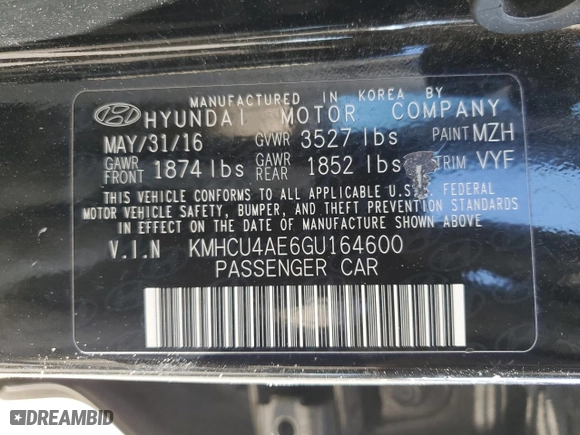 MANUFACTURED IN KOREA BY
HYUNDAI MOTOR COMPANY
MAY/31/16 GVWR 3527 lbs PAINT MZH
GAWR FRONT 1874 lbs GAWR REAR 1852 lbs TRIM VYF
THIS VEHICLE CONFORMS TO ALL APPLICABLE U.S. FEDERAL
MOTOR VEHICLE SAFETY, BUMPER, AND THEFT PREVENTION STANDARDS
IN EFFECT ON THE DATE OF MANUFACTURE SHOWN ABOVE.
V.I.N KMHCU4AE6GU164600
PASSENGER CAR
DREAMBID